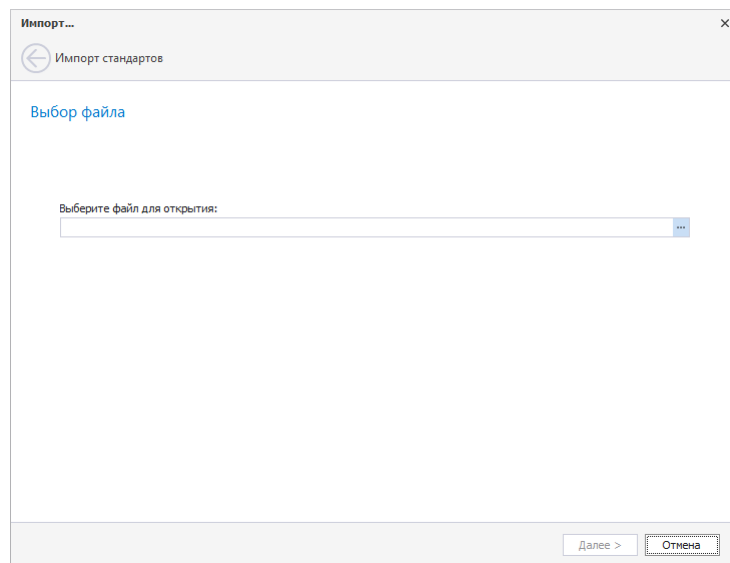 Импорт...
Импорт стандартов
Выбор файла
Выберите файл для открытия:
...
Далее >
Отмена